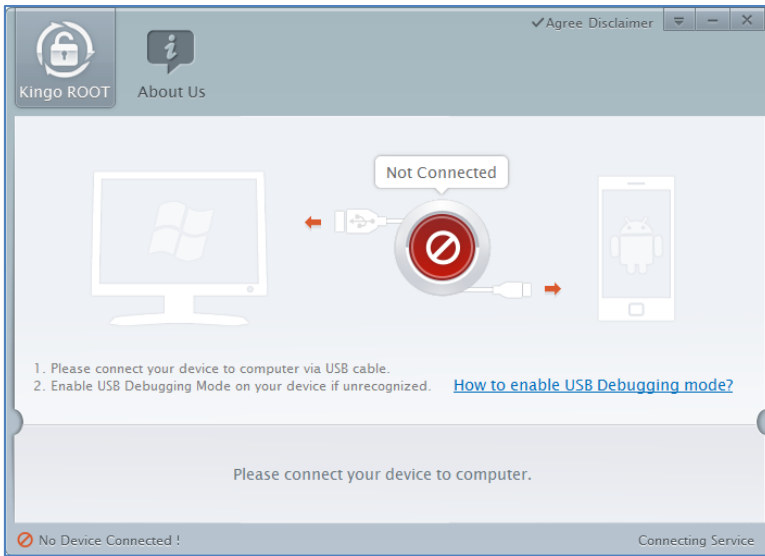 ✓Agree Disclaimer
Kingo ROOT
About Us
Not Connected
1. Please connect your device to computer via USB cable.
2. Enable USB Debugging Mode on your device if unrecognized. How to enable USB Debugging mode?
Please connect your device to computer.
No Device Connected !
Connecting Service